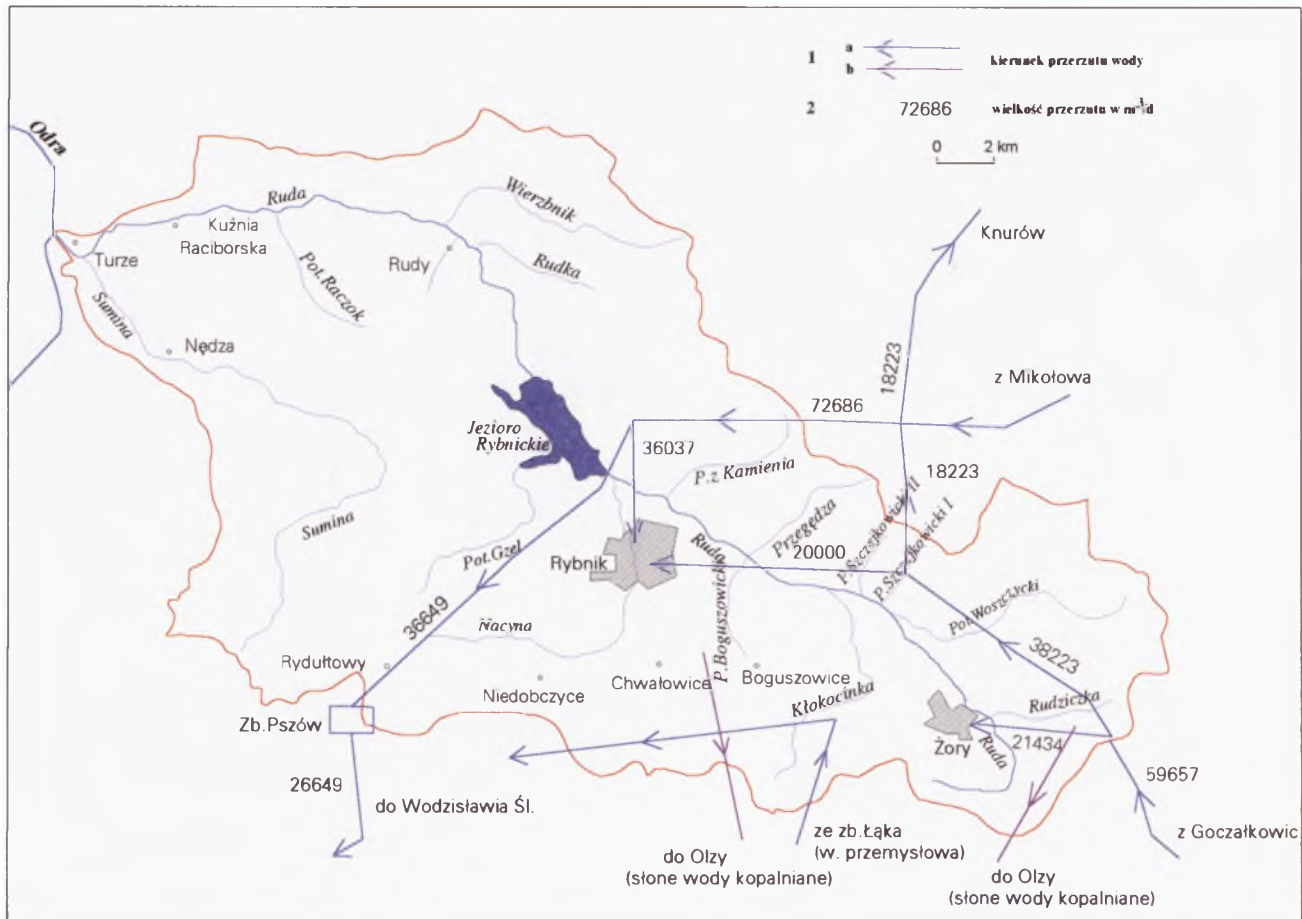 1 a
b
kierunek przerzutu wody
2 72686 wielkość przerzutu w m³/d
0 2 km
Odra
Ruda
Wierzbnik
Kuźnia
Raciborska
Turze
Pot. Raczok
Rudy
Rudka
Knurów
Sumina
Nędza
18223
z Mikołowa
72686
Jezioro
Rybnickie
36037
P. z Kamienia
18223
Sumina
Przegędza
P. Szczejkowicki II
P. Szczejkowicki I
Ruda
20000
Pot. Gzel
Rybnik
P. Boguszowicki
Pot. Woszczycki
36649
Nacyna
38223
Rydułtowy
Niedobczyce
Chwałowice
Boguszowice
Kłokocinka
Rudziczka
Zb. Pszów
Żory
Ruda
21434
59657
26649
do Wodzisławia Śl.
ze zb. Łąka
(w. przemysłowa)
z Goczałkowic
do Olzy
(słone wody kopalniane)
do Olzy
(słone wody kopalniane)